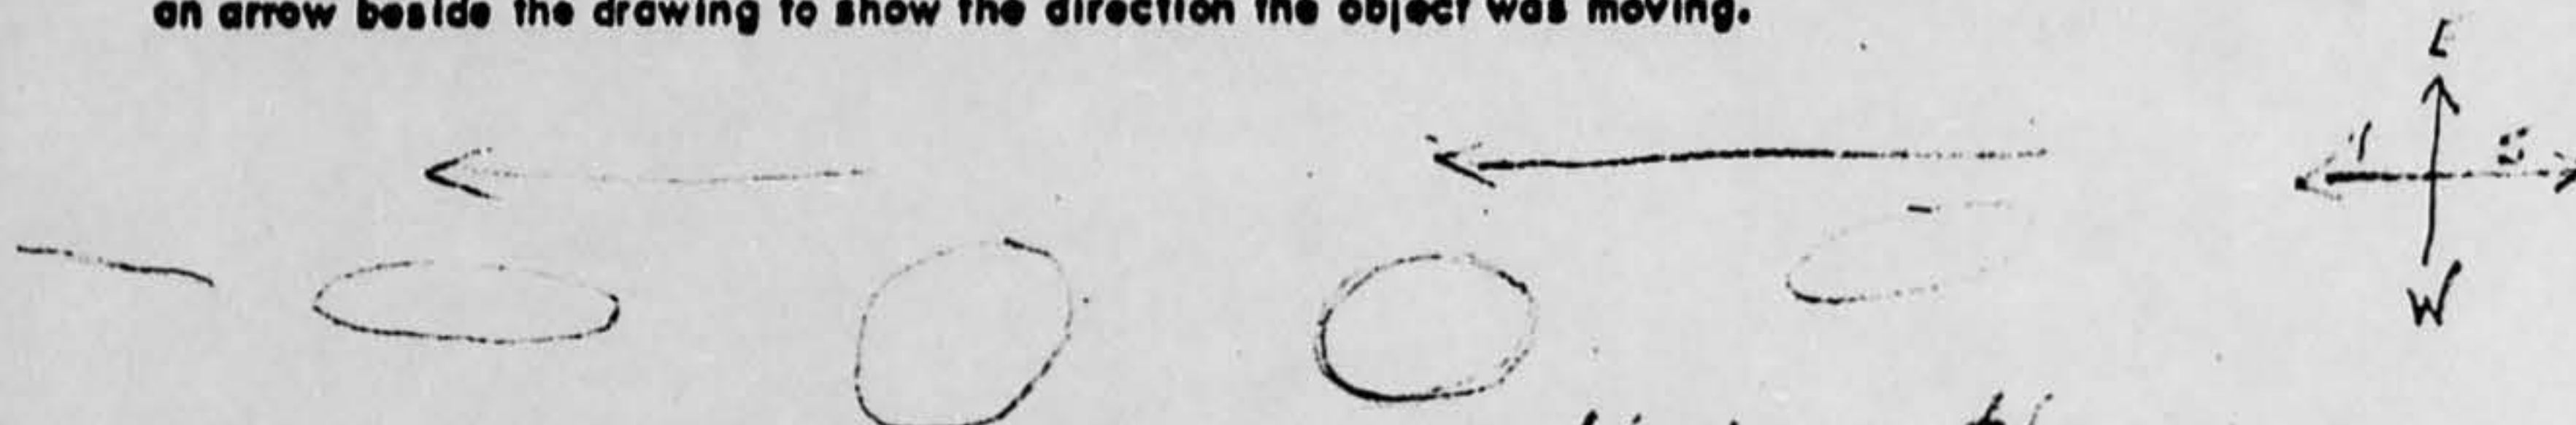 an arrow beside the drawing to show the direction the object was moving.
E
S
W